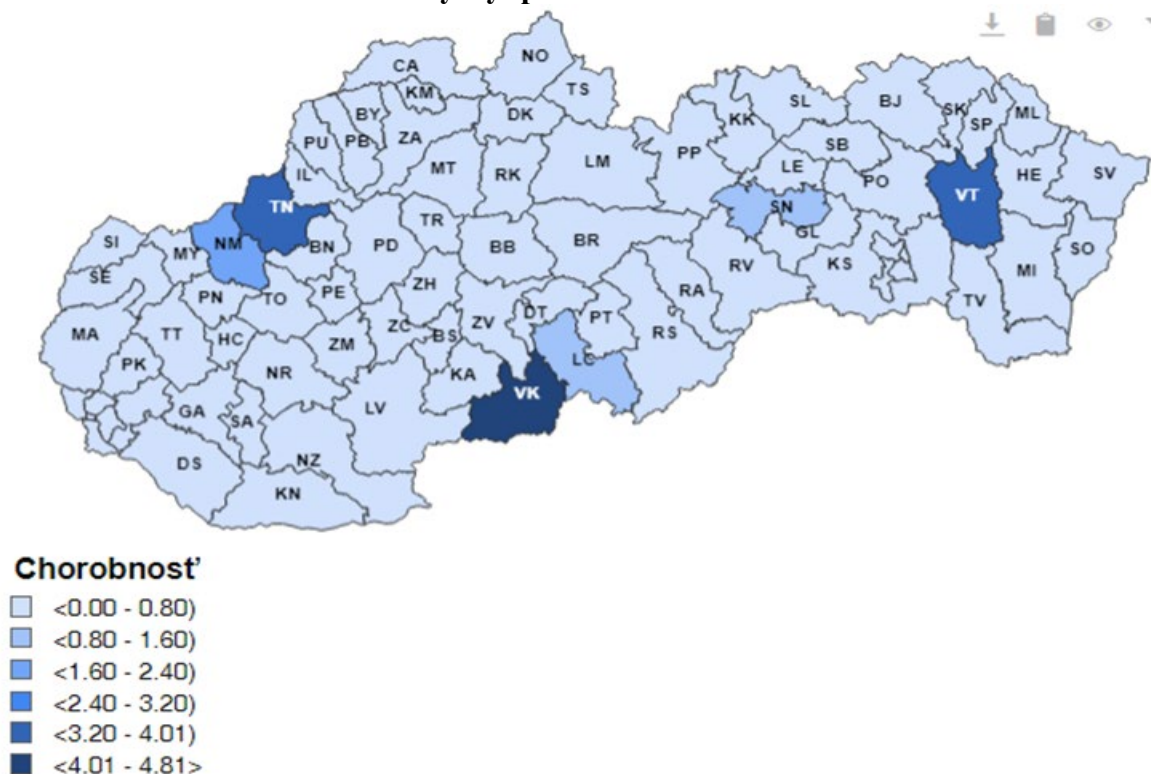 NO
CA
KM
TS
BY
DK
PU
PB
ZA
MT
RK
LM
IL
PP
KK
SL
BJ
SK
SP
ML
SB
LE
PO
HE
SV
VT
TN
SN
GL
SI
MY
NM
BN
PD
TR
BB
BR
SE
PN
TO
PE
ZH
RV
KS
MI
SO
TV
MA
TT
HC
ZM
ZC
BS
ZV
DT
PT
RA
RS
PK
NR
KA
LC
VK
GA
SA
LV
DS
NZ
KN
Chorobnosť
<0.00 - 0.80)
<0.80 - 1.60)
<1.60 - 2.40)
<2.40 - 3.20)
<3.20 - 4.01)
<4.01 - 4.81>